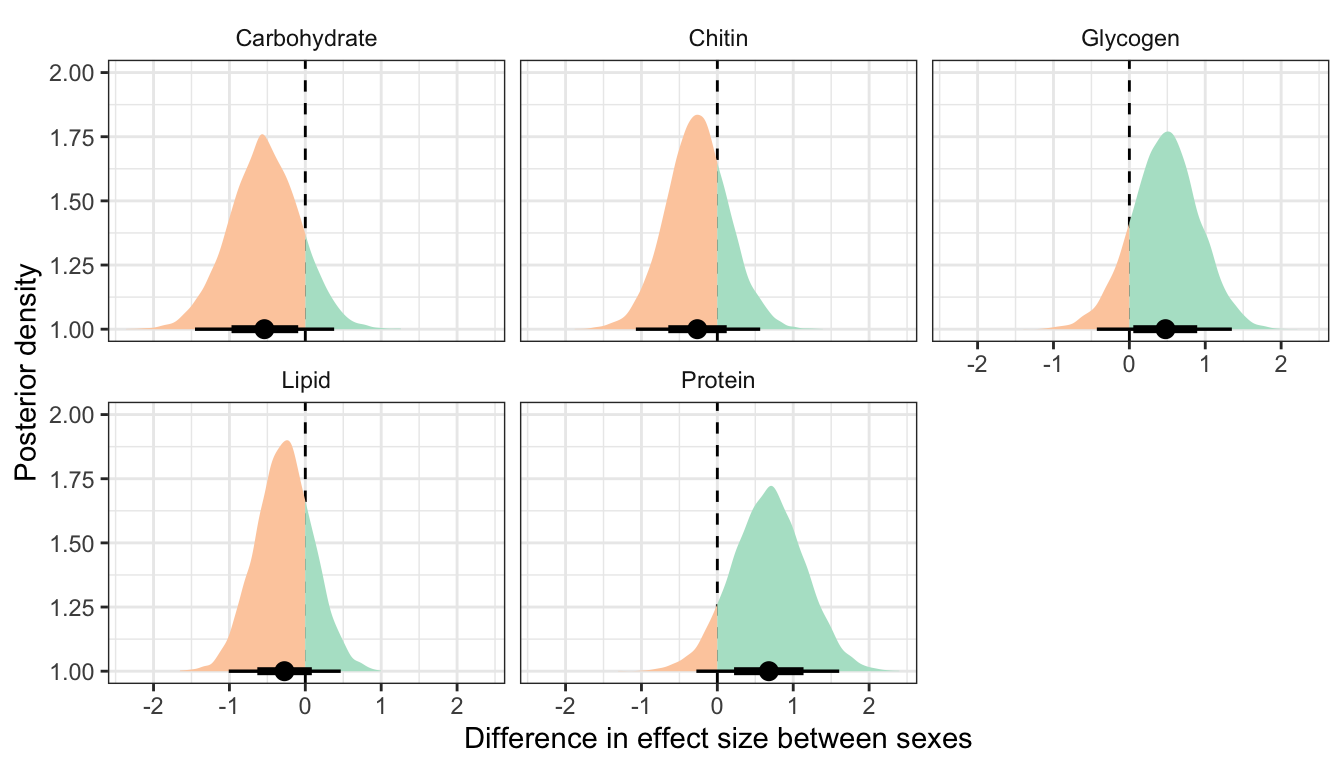 Carbohydrate Chitin Glycogen
2.00
1.75
1.50
1.25
1.00
-2 -1 0 1 2
Lipid Protein
2.00
1.75
1.50
1.25
1.00
-2 -1 0 1 2 -2 -1 0 1 2
Posterior density
Difference in effect size between sexes